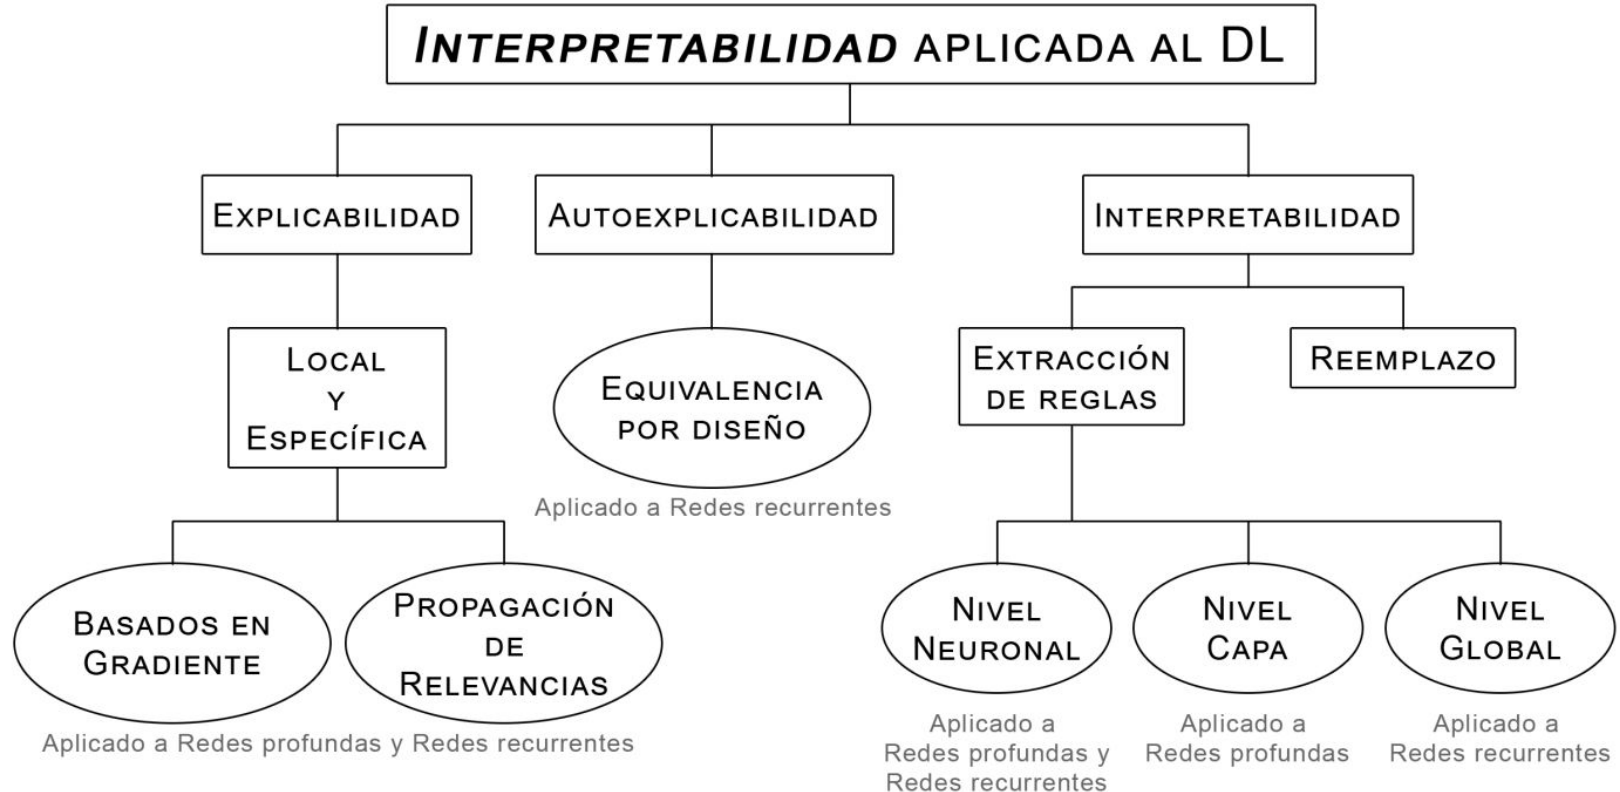 INTERPRETABILIDAD APLICADA AL DL
EXPLICABILIDAD
AUTOEXPLICABILIDAD
INTERPRETABILIDAD
LOCAL
Y
ESPECÍFICA
EQUIVALENCIA
POR DISEÑO
Aplicado a Redes recurrentes
EXTRACCIÓN
DE REGLAS
REEMPLAZO
BASADOS EN
GRADIENTE
PROPAGACIÓN
DE
RELEVANCIAS
Aplicado a Redes profundas y Redes recurrentes
NIVEL
NEURONAL
Aplicado a
Redes profundas y
Redes recurrentes
NIVEL
CAPA
Aplicado a
Redes profundas
NIVEL
GLOBAL
Aplicado a
Redes recurrentes